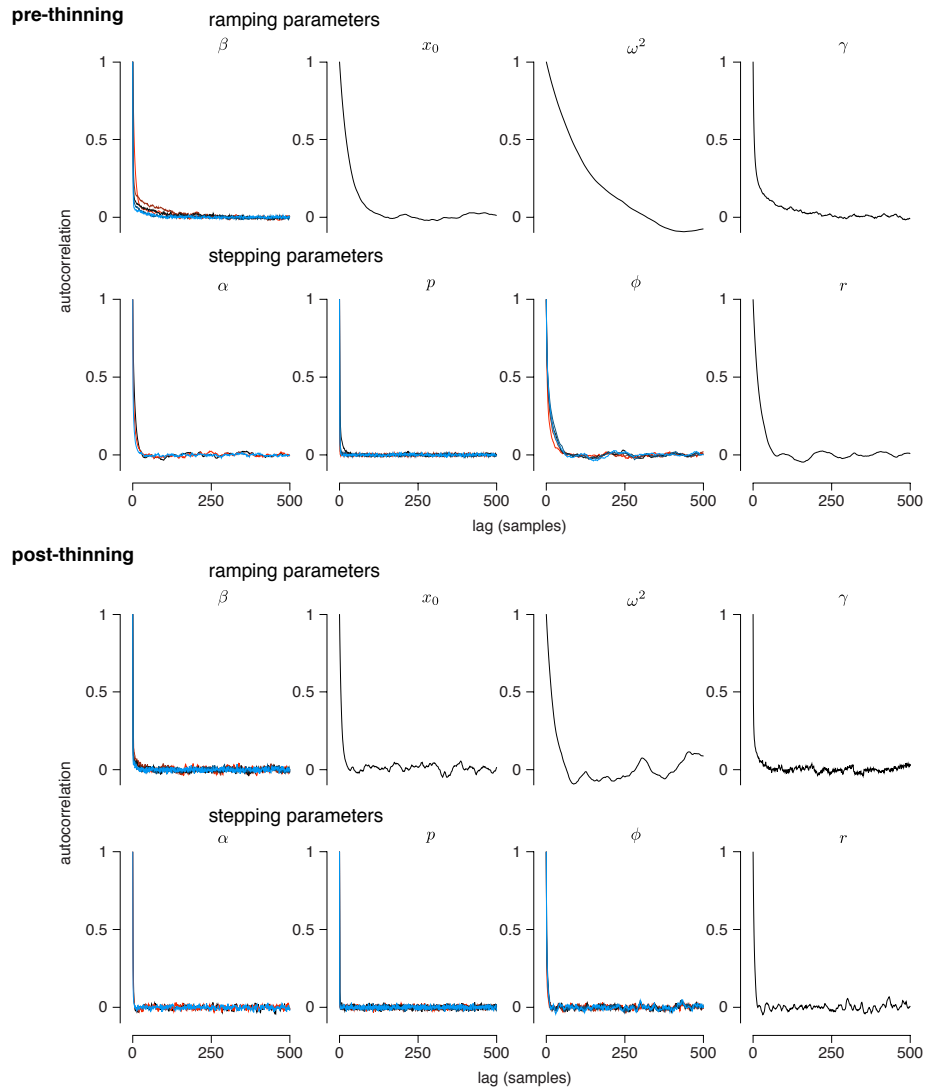 pre-thinning
ramping parameters
β x₀ ω² γ
1 1 1 1
0.5 0.5 0.5 0.5
0 0 0 0
autocorrelation
stepping parameters
α p ϕ r
1 1 1 1
0.5 0.5 0.5 0.5
0 0 0 0
0 250 500 0 250 500 0 250 500 0 250 500
lag (samples)
post-thinning
ramping parameters
β x₀ ω² γ
1 1 1 1
0.5 0.5 0.5 0.5
0 0 0 0
autocorrelation
stepping parameters
α p ϕ r
1 1 1 1
0.5 0.5 0.5 0.5
0 0 0 0
0 250 500 0 250 500 0 250 500 0 250 500
lag (samples)